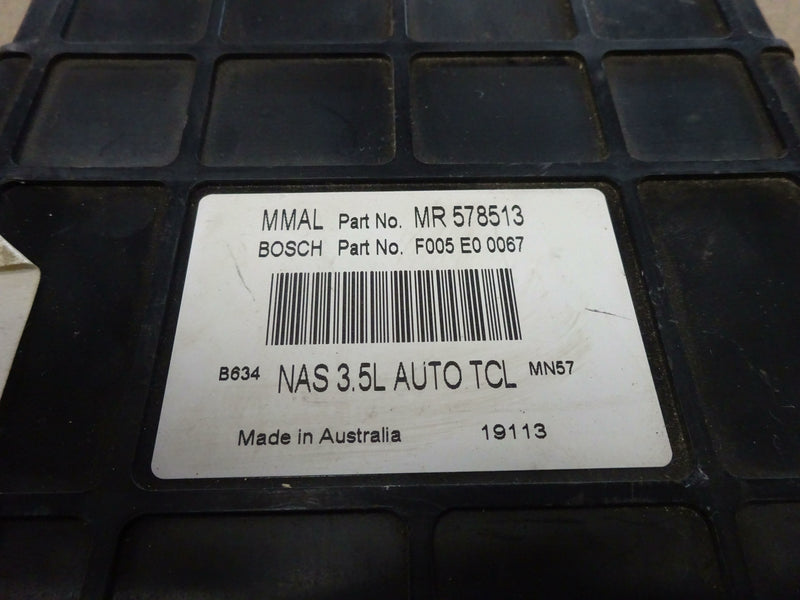 MMAL Part No. MR 578513
BOSCH Part No. F005 E0 0067
B634 NAS 3.5L AUTO TCL MN57
Made in Australia 19113